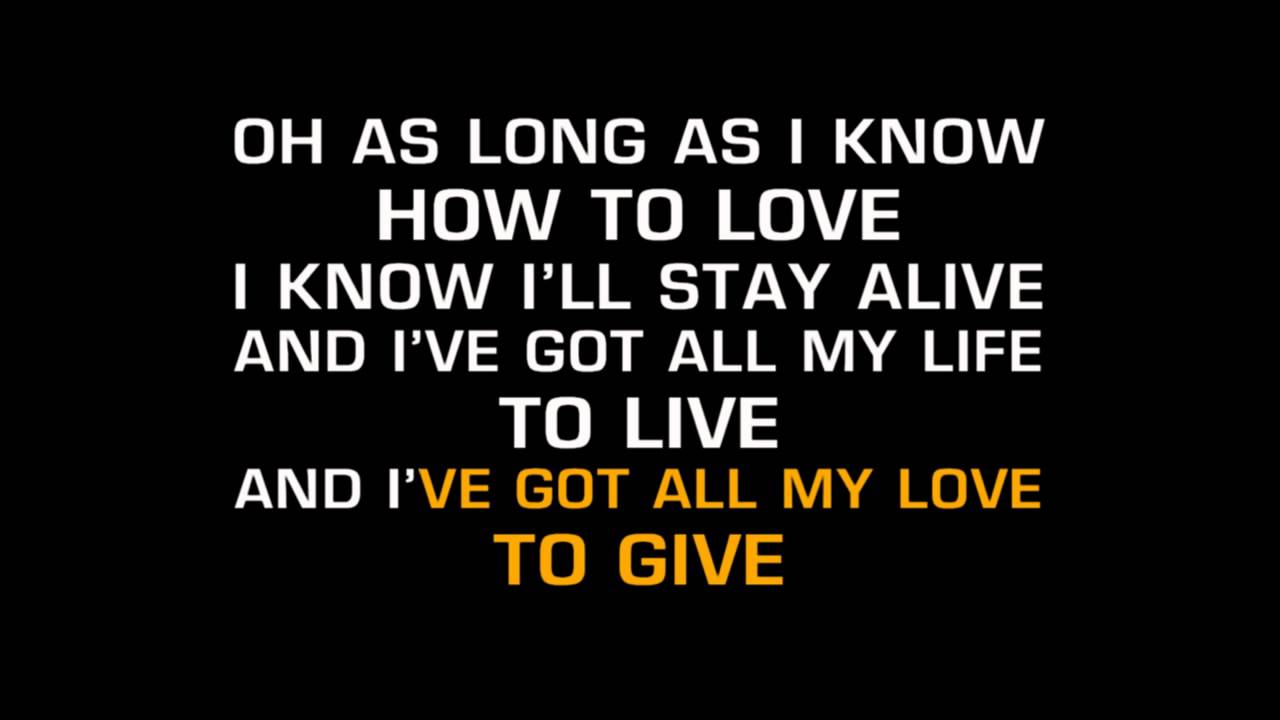 OH AS LONG AS I KNOW
HOW TO LOVE
I KNOW I’LL STAY ALIVE
AND I’VE GOT ALL MY LIFE
TO LIVE
AND I’VE GOT ALL MY LOVE
TO GIVE